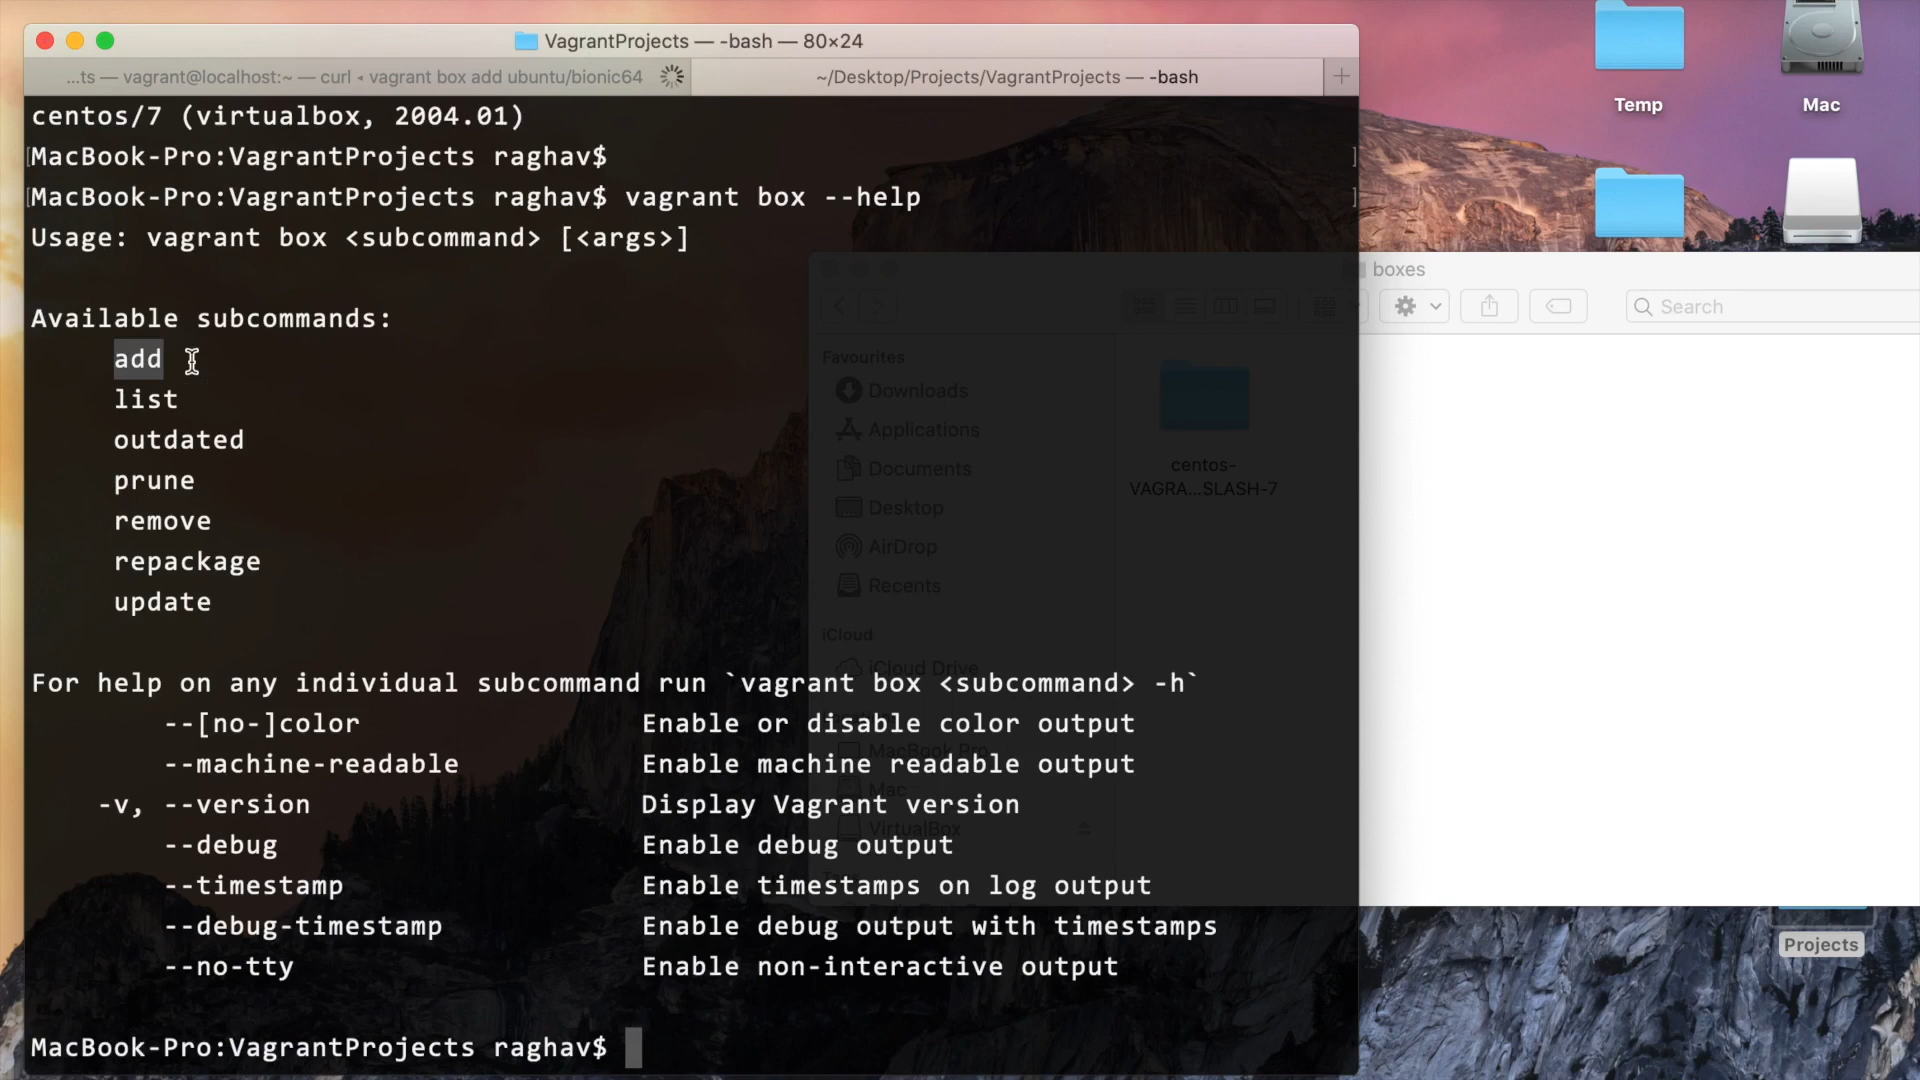 VagrantProjects — -bash — 80×24
...ts — vagrant@localhost:~ — curl ◂ vagrant box add ubuntu/bionic64
~/Desktop/Projects/VagrantProjects — -bash
centos/7 (virtualbox, 2004.01)
MacBook-Pro:VagrantProjects raghav$
MacBook-Pro:VagrantProjects raghav$ vagrant box --help
Usage: vagrant box <subcommand> [<args>]
Available subcommands:
add
list
outdated
prune
remove
repackage
update
For help on any individual subcommand run `vagrant box <subcommand> -h`
--[no-]color Enable or disable color output
--machine-readable Enable machine readable output
-v, --version Display Vagrant version
--debug Enable debug output
--timestamp Enable timestamps on log output
--debug-timestamp Enable debug output with timestamps
--no-tty Enable non-interactive output
MacBook-Pro:VagrantProjects raghav$
boxes
Search
Favourites
Downloads
Applications
Documents
Desktop
AirDrop
Recents
iCloud
iCloud Drive
MacBook Pro
Mac
VirtualBox
centos-
VAGRA...SLASH-7
Temp
Mac
Projects